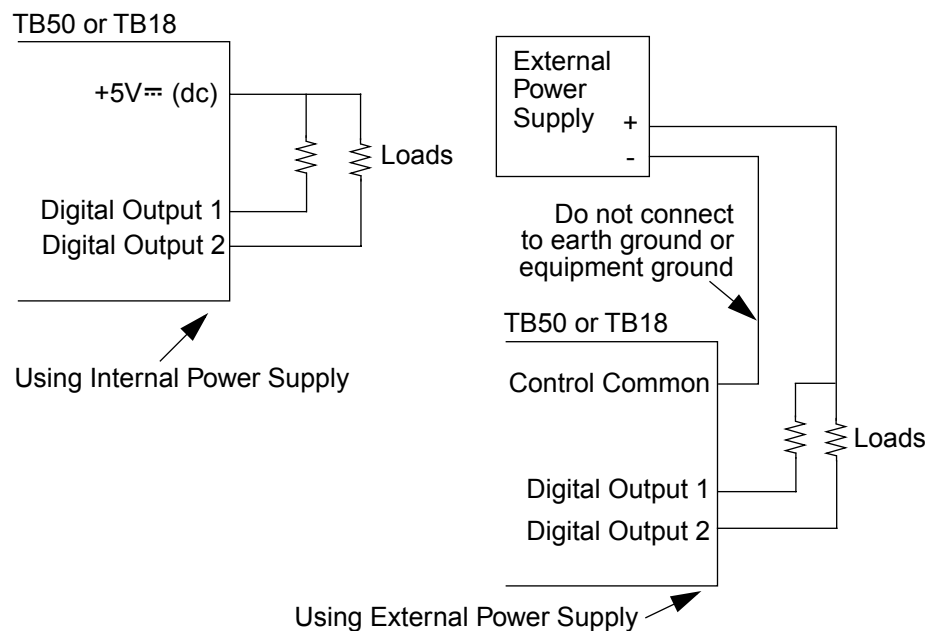 TB50 or TB18
+5V⎓ (dc)
Loads
Digital Output 1
Digital Output 2
Using Internal Power Supply
External
Power
Supply
+
-
Do not connect
to earth ground or
equipment ground
TB50 or TB18
Control Common
Loads
Digital Output 1
Digital Output 2
Using External Power Supply